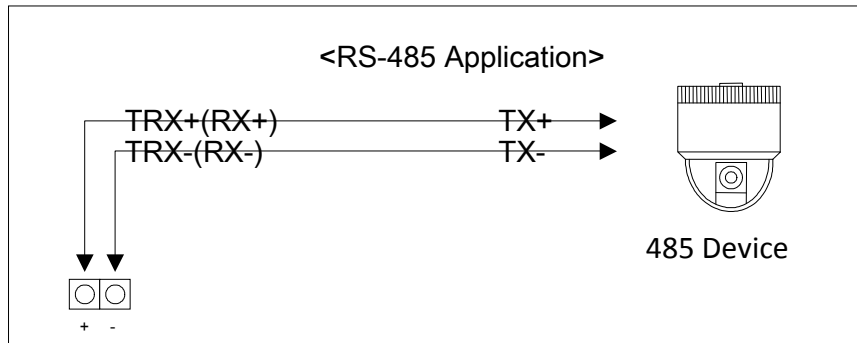 <RS-485 Application>
TRX+(RX+) TX+
TRX-(RX-) TX-
485 Device
+ -